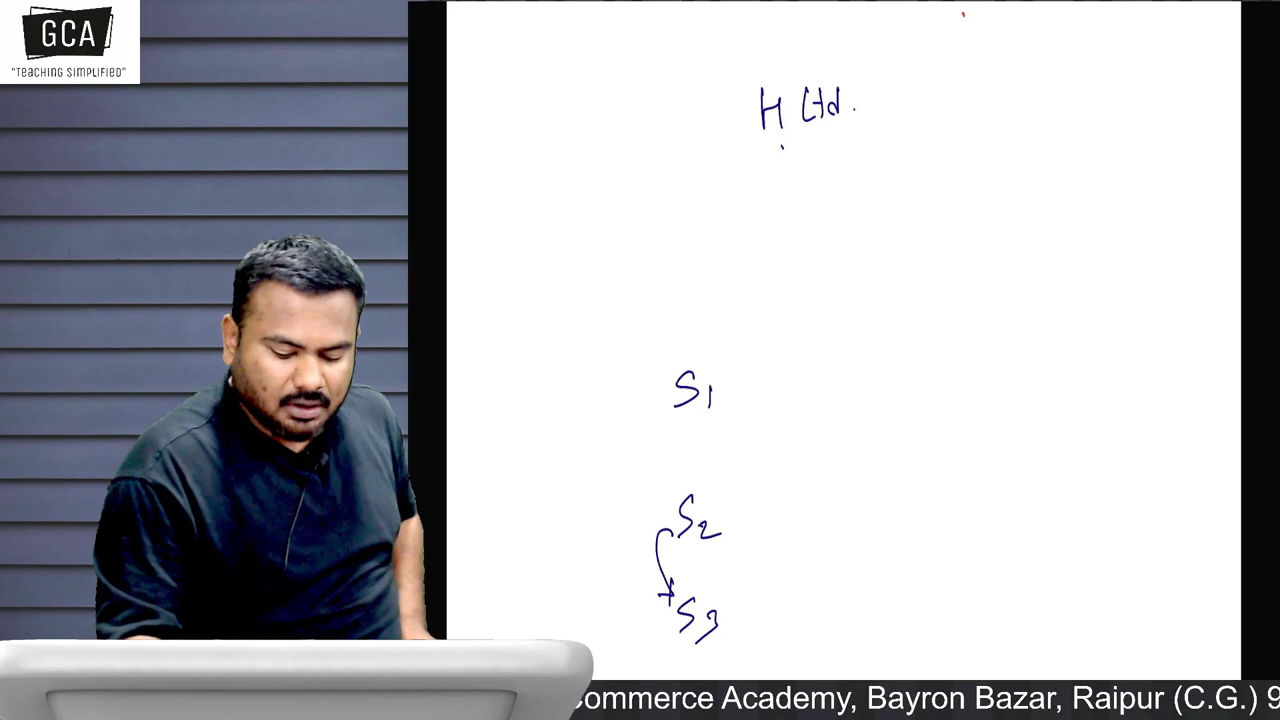 GCA
"Teaching SIMPLIFIED"
H Ltd.
S1
S2
S3
Commerce Academy, Bayron Bazar, Raipur (C.G.) 9